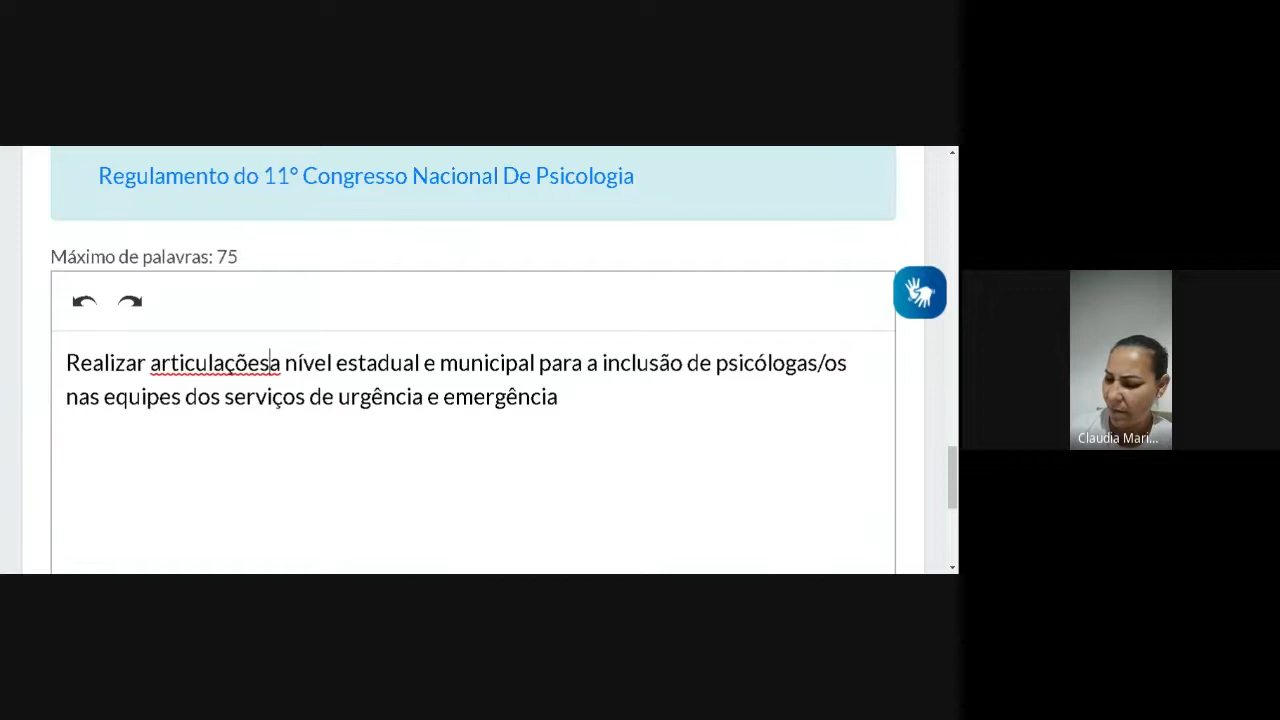 Regulamento do 11º Congresso Nacional De Psicologia
Máximo de palavras: 75
Realizar articulaçõesa nível estadual e municipal para a inclusão de psicólogas/os
nas equipes dos serviços de urgência e emergência
Claudia Mari...